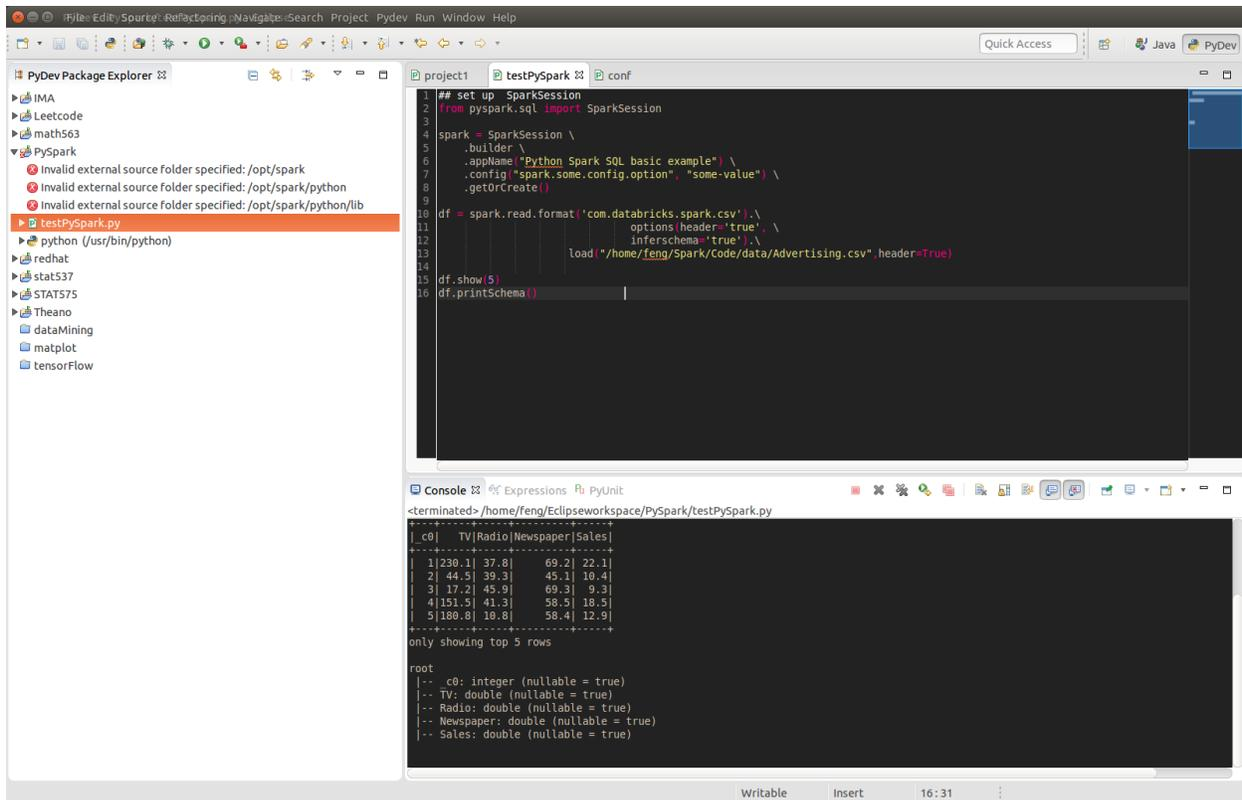 File Edit Source Refactoring Navigate Search Project Pydev Run Window Help
Quick Access
Java
PyDev
PyDev Package Explorer
IMA
Leetcode
math563
PySpark
Invalid external source folder specified: /opt/spark
Invalid external source folder specified: /opt/spark/python
Invalid external source folder specified: /opt/spark/python/lib
testPySpark.py
python (/usr/bin/python)
redhat
stat537
STAT575
Theano
dataMining
matplot
tensorFlow
project1
testPySpark
conf
1 ## set up  SparkSession
2 from pyspark.sql import SparkSession
3
4 spark = SparkSession \
5     .builder \
6     .appName("Python Spark SQL basic example") \
7     .config("spark.some.config.option", "some-value") \
8     .getOrCreate()
9
10 df = spark.read.format('com.databricks.spark.csv').\
11                                options(header='true', \
12                                inferschema='true').\
13                      load("/home/feng/Spark/Code/data/Advertising.csv",header=True)
14
15 df.show(5)
16 df.printSchema()
Console
Expressions
PyUnit
<terminated> /home/feng/Eclipseworkspace/PySpark/testPySpark.py
+---+-----+-----+---------+-----+
|_c0|   TV|Radio|Newspaper|Sales|
+---+-----+-----+---------+-----+
|  1|230.1| 37.8|     69.2| 22.1|
|  2| 44.5| 39.3|     45.1| 10.4|
|  3| 17.2| 45.9|     69.3|  9.3|
|  4|151.5| 41.3|     58.5| 18.5|
|  5|180.8| 10.8|     58.4| 12.9|
+---+-----+-----+---------+-----+
only showing top 5 rows
root
 |-- _c0: integer (nullable = true)
 |-- TV: double (nullable = true)
 |-- Radio: double (nullable = true)
 |-- Newspaper: double (nullable = true)
 |-- Sales: double (nullable = true)
Writable
Insert
16:31